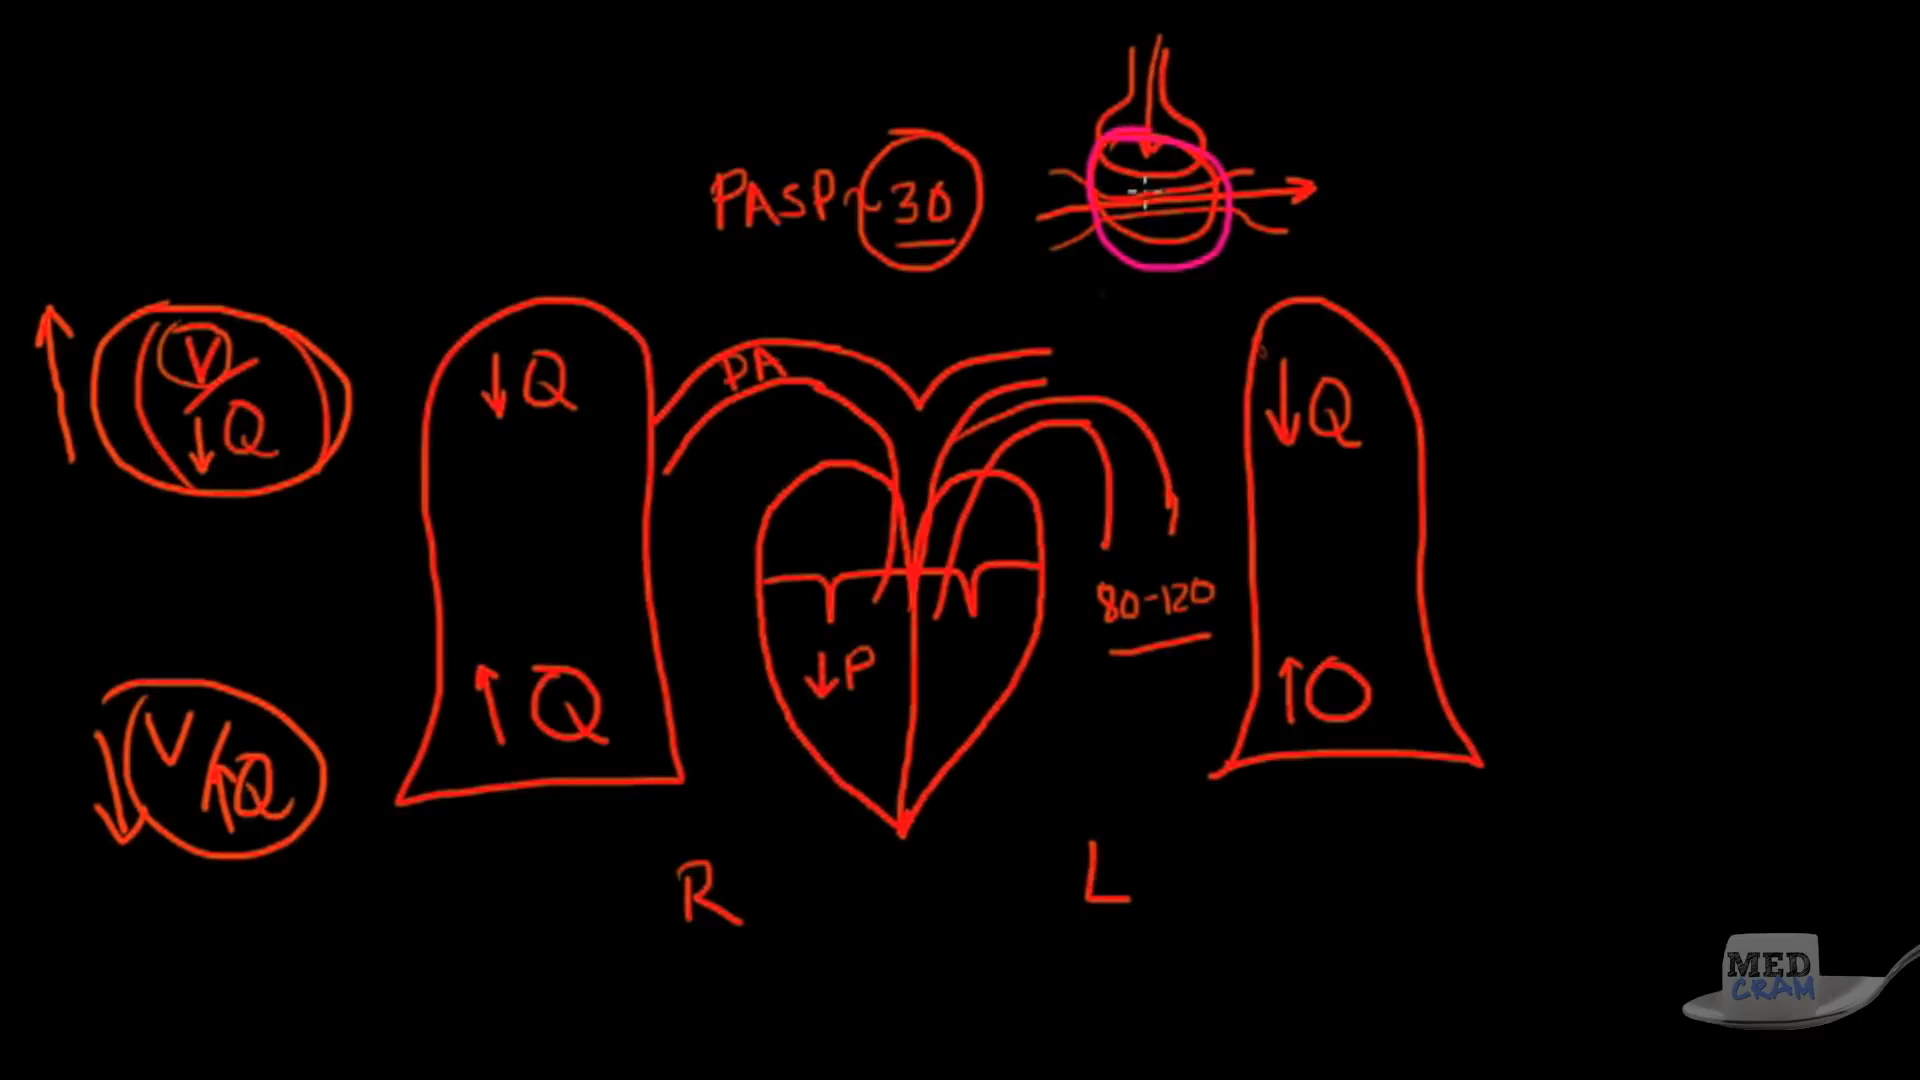 PASP~30
V/↓Q
↓Q
PA
↓Q
80-120
↓P
↑Q
↑O
V/↑Q
R
L
MED
CRAM